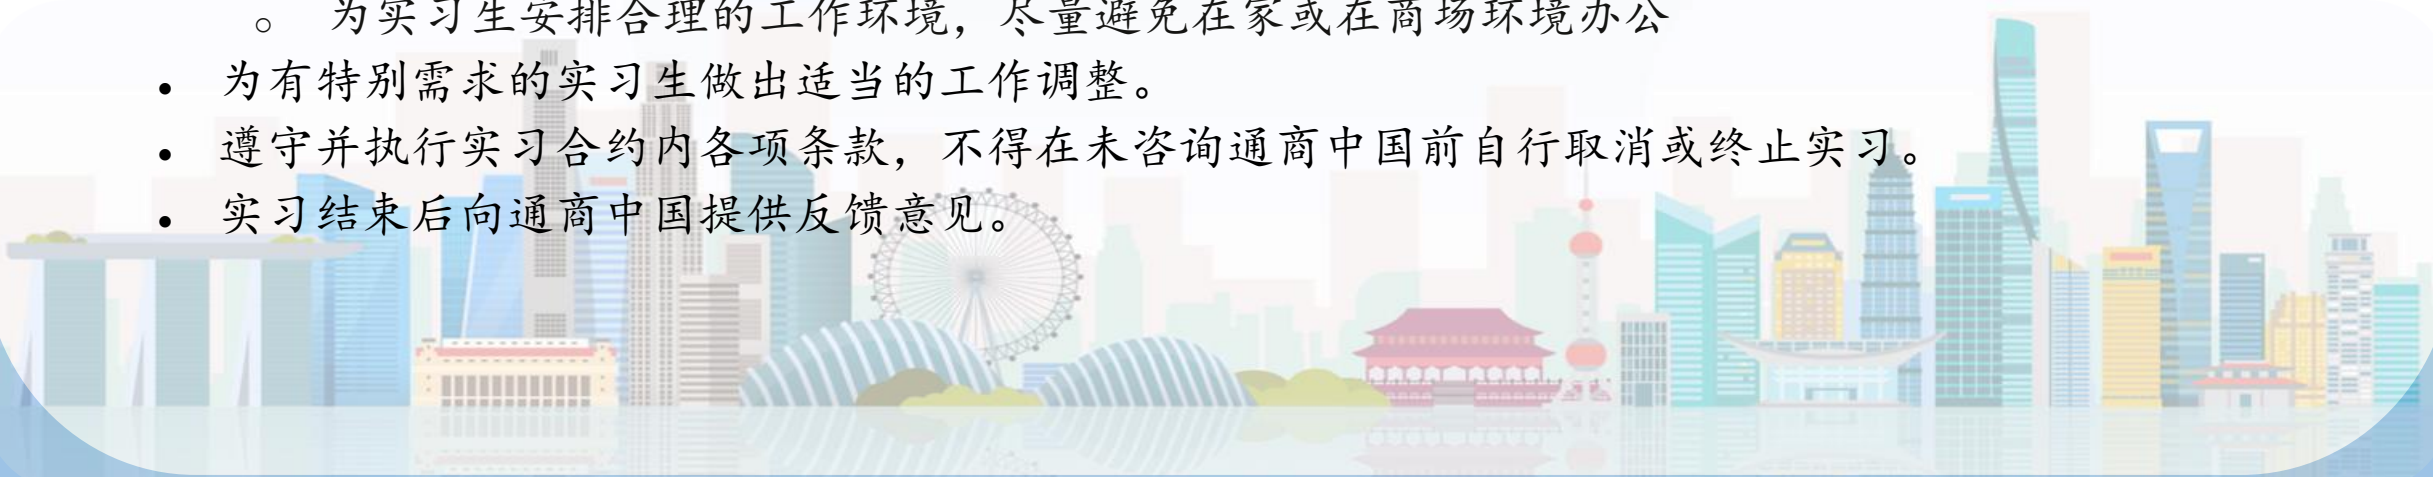 。 为实习生安排合理的工作环境，尽量避免在家或在商场环境办公
• 为有特别需求的实习生做出适当的工作调整。
• 遵守并执行实习合约内各项条款，不得在未咨询通商中国前自行取消或终止实习。
• 实习结束后向通商中国提供反馈意见。